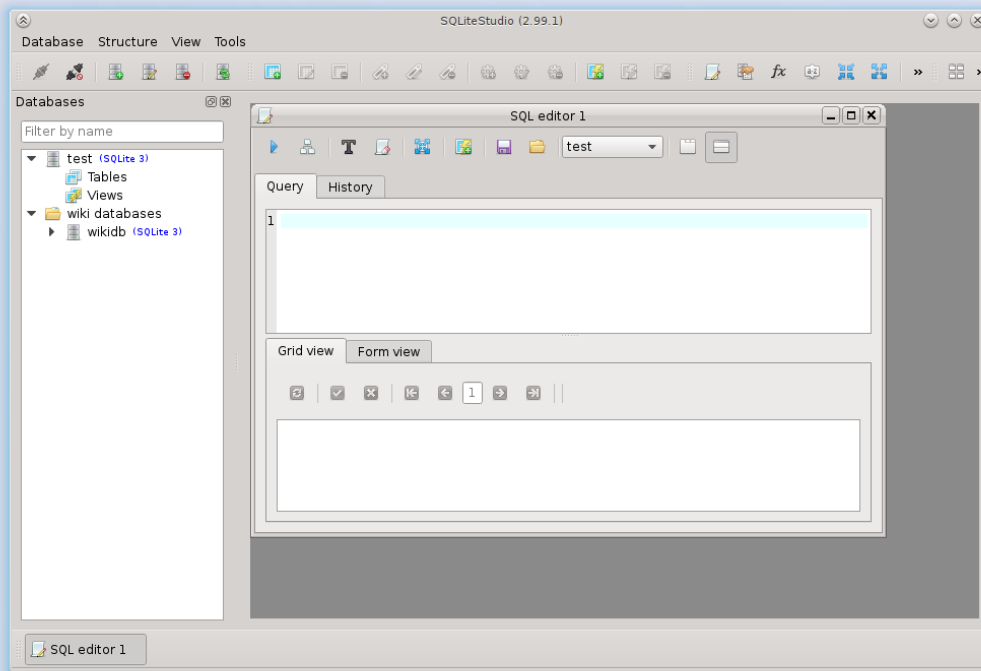 SQLiteStudio (2.99.1)
Database Structure View Tools
fx
Databases
Filter by name
test (SQLite 3)
Tables
Views
wiki databases
wikidb (SQLite 3)
SQL editor 1
T
test
Query History
1
Grid view Form view
1
SQL editor 1